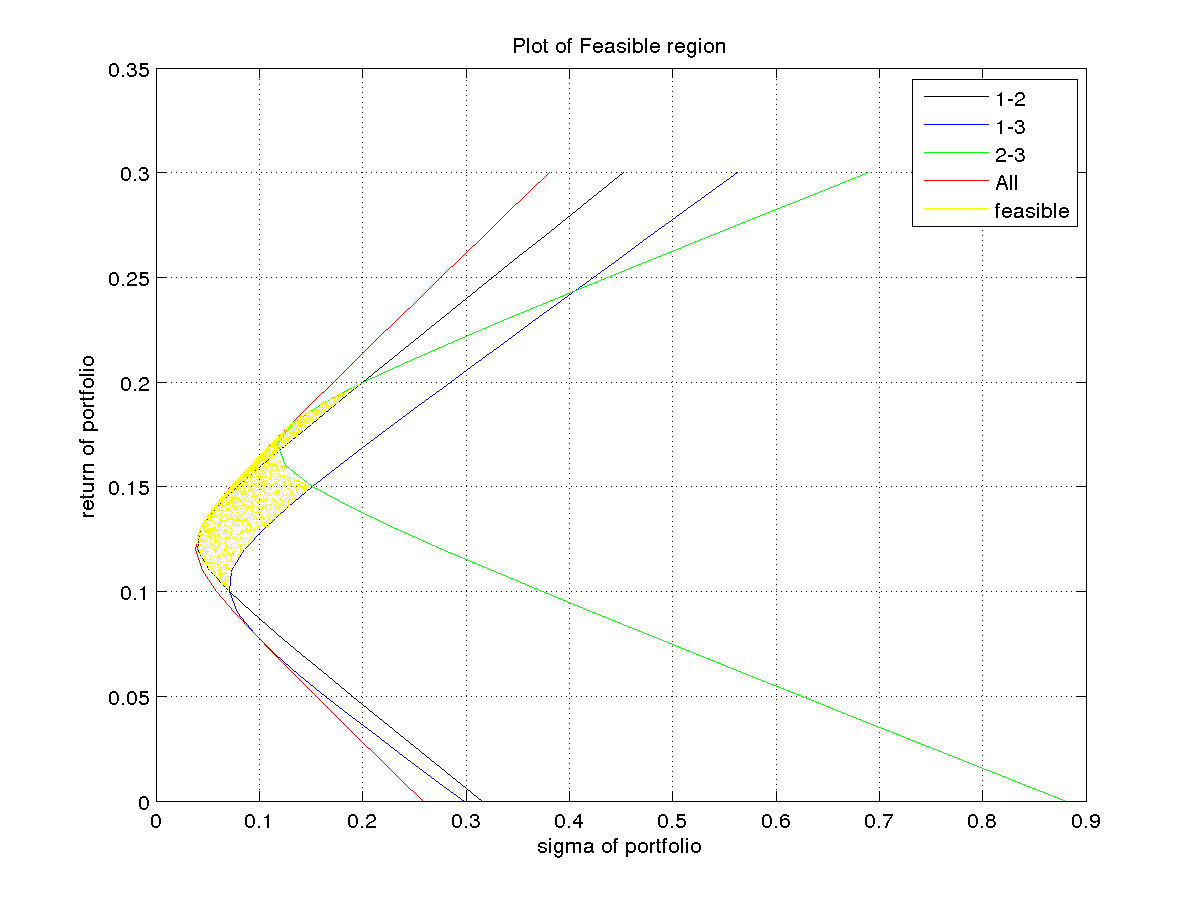 Plot of Feasible region
0.35
0.3
0.25
0.2
0.15
0.1
0.05
0
return of portfolio
1-2
1-3
2-3
All
feasible
0 0.1 0.2 0.3 0.4 0.5 0.6 0.7 0.8 0.9
sigma of portfolio